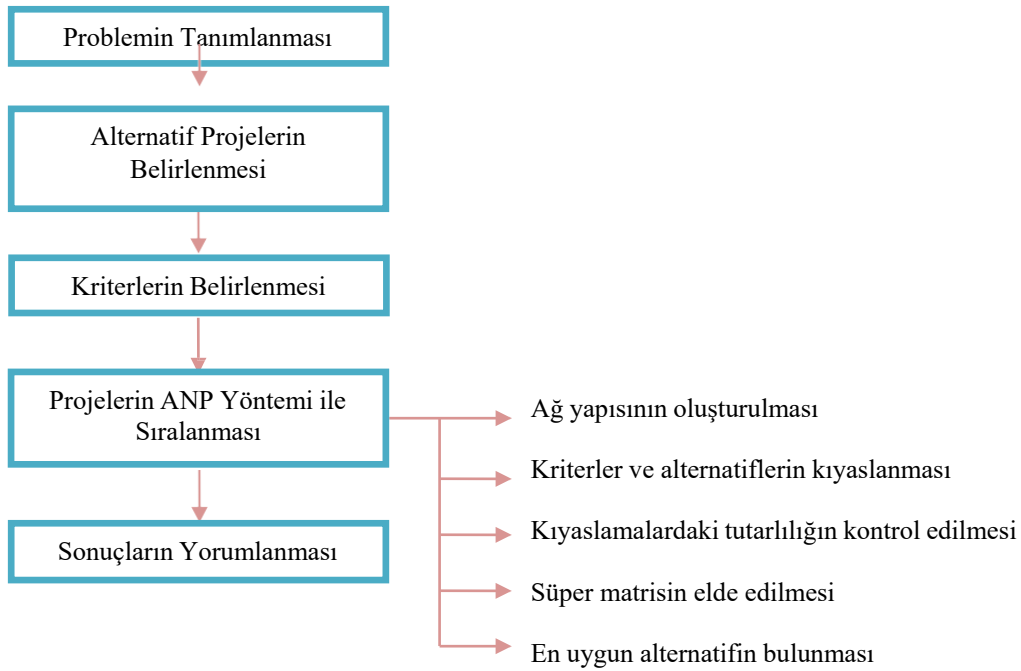 Problemin Tanımlanması
Alternatif Projelerin
Belirlenmesi
Kriterlerin Belirlenmesi
Projelerin ANP Yöntemi ile
Sıralanması
Sonuçların Yorumlanması
Ağ yapısının oluşturulması
Kriterler ve alternatiflerin kıyaslanması
Kıyaslamalardaki tutarlılığın kontrol edilmesi
Süper matrisin elde edilmesi
En uygun alternatifin bulunması